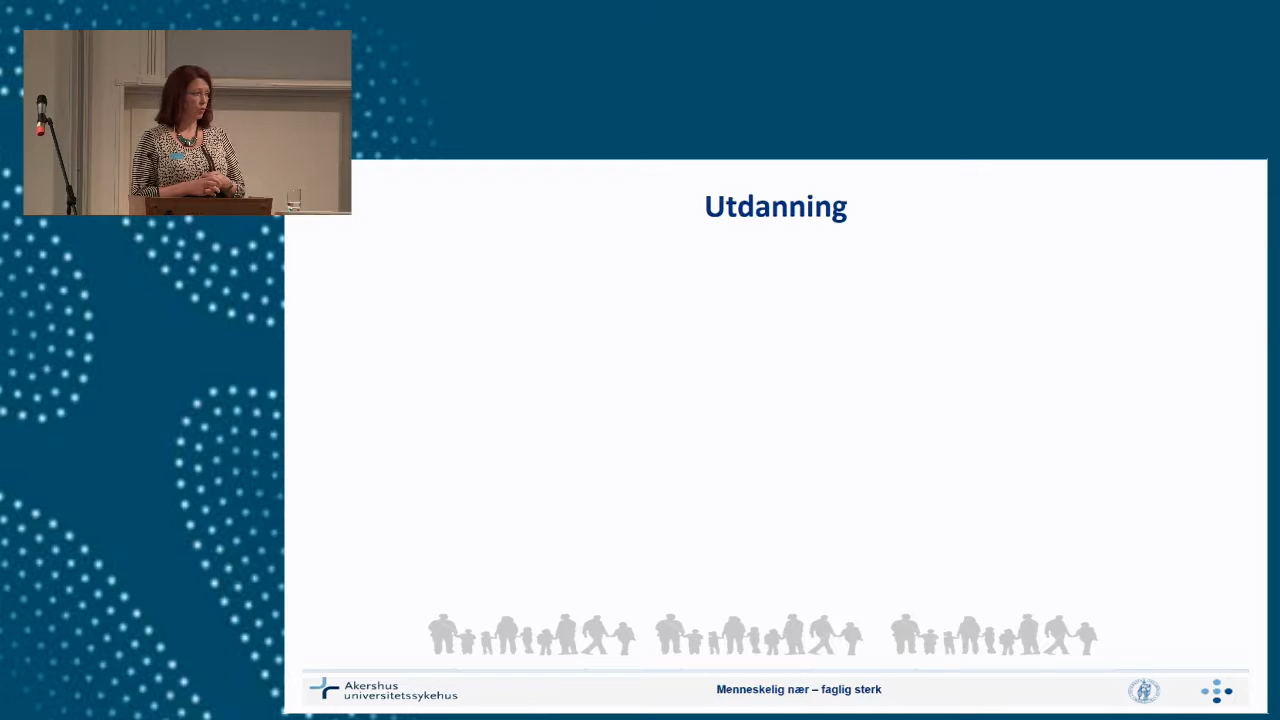 Utdanning
Akershus
universitetssykehus
Menneskelig nær – faglig sterk